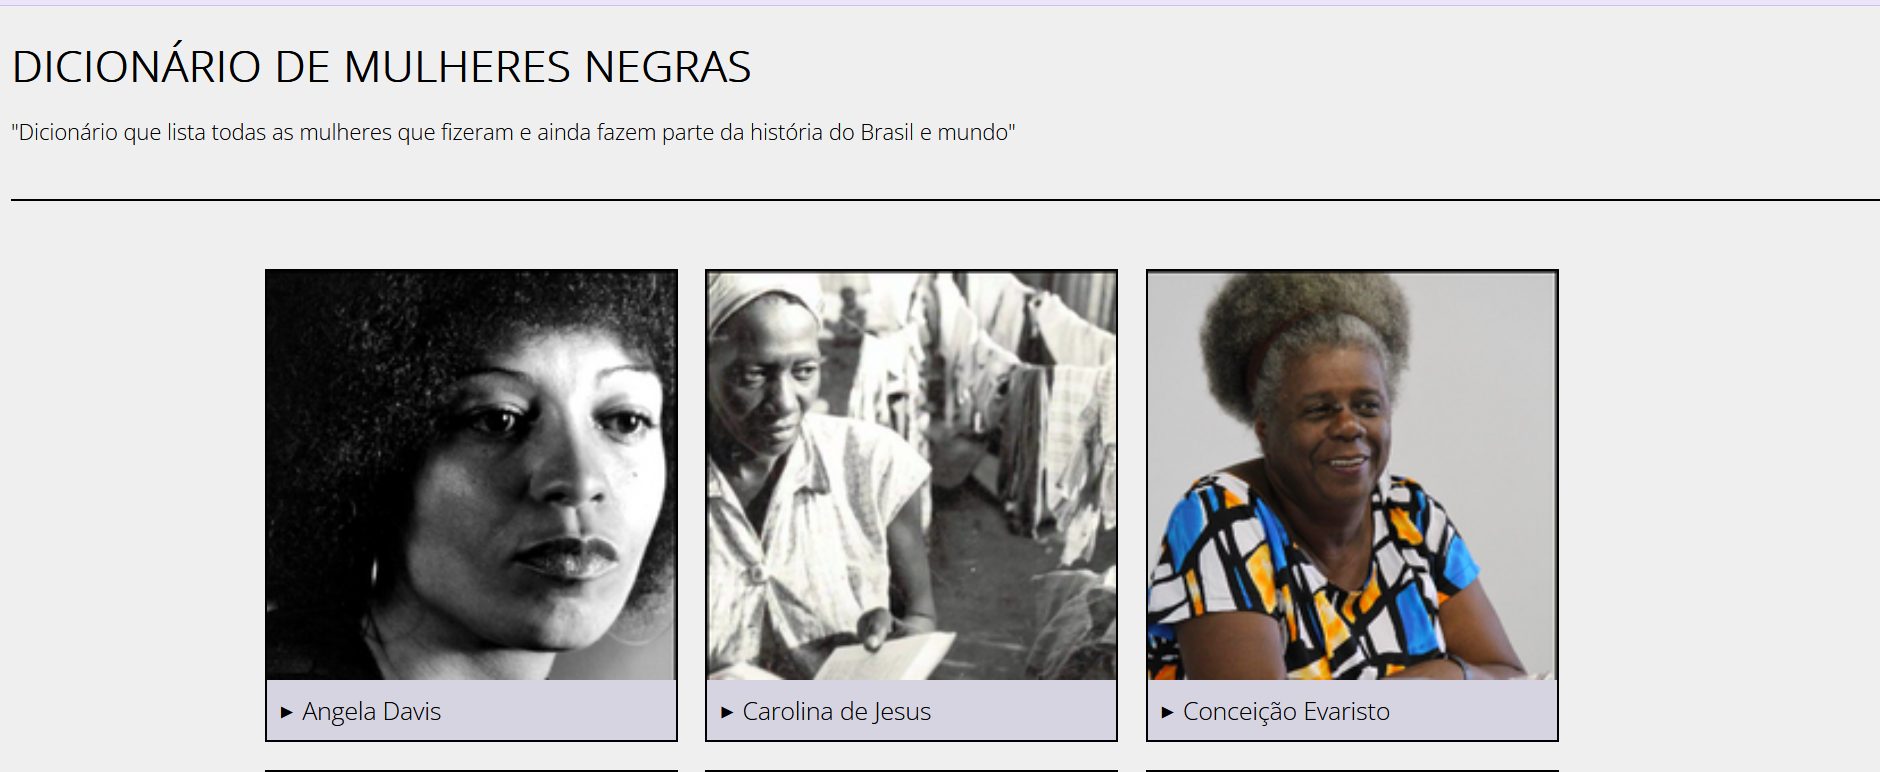 DICIONÁRIO DE MULHERES NEGRAS
"Dicionário que lista todas as mulheres que fizeram e ainda fazem parte da história do Brasil e mundo"
▸ Angela Davis
▸ Carolina de Jesus
▸ Conceição Evaristo